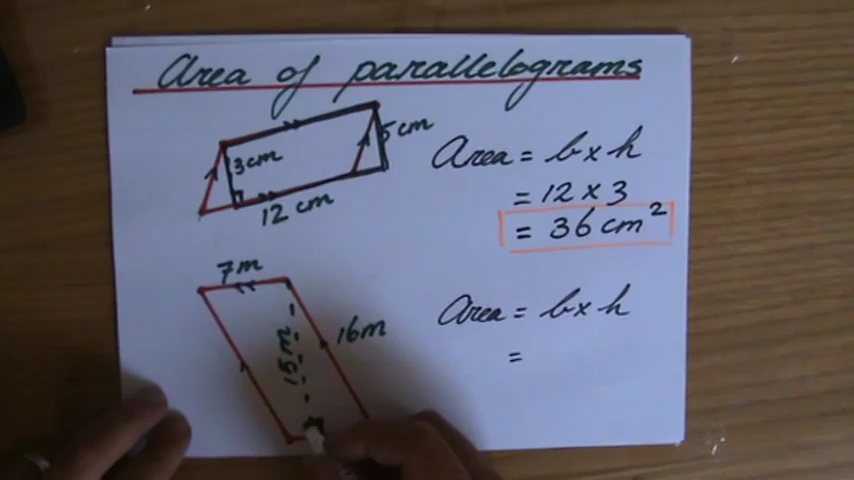 Area of parallelograms
3cm
5cm
12 cm
Area = b x h
= 12 x 3
= 36 cm²
7m
15m
16m
Area = b x h
=